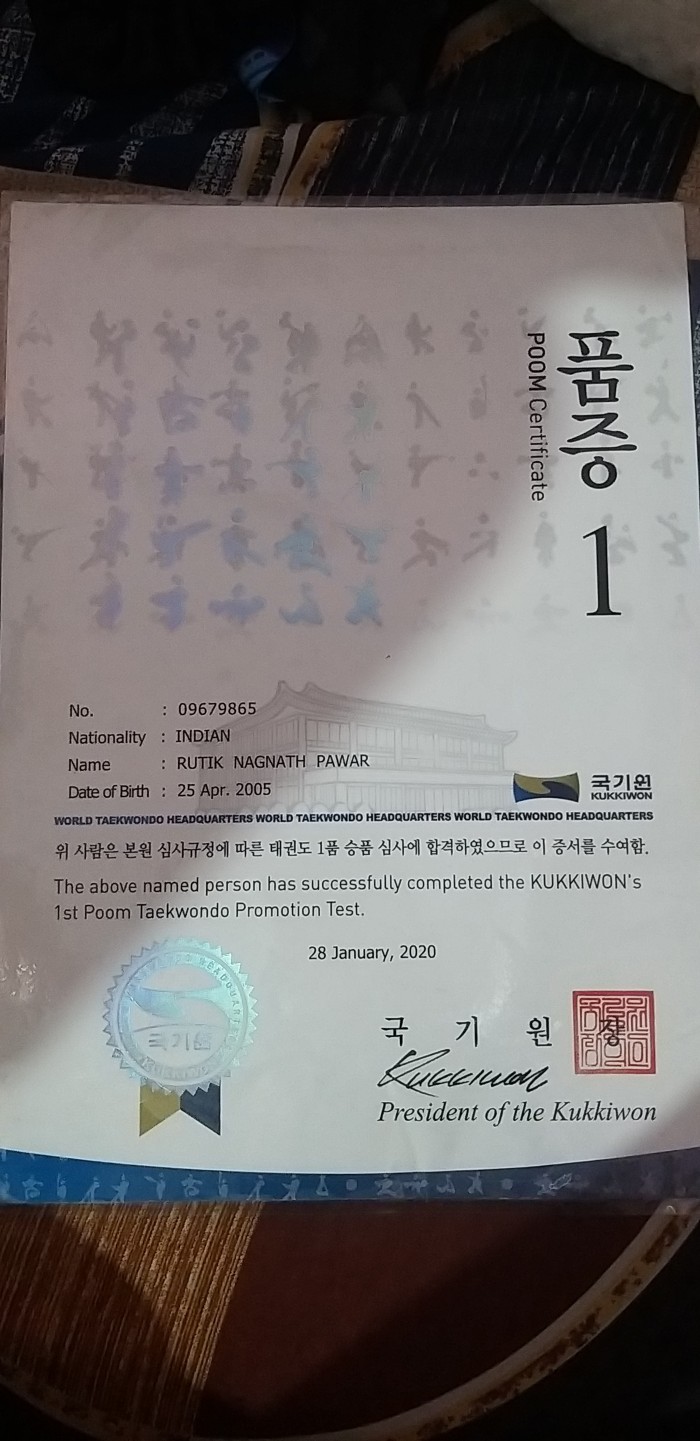 품증 1
POOM Certificate
No. : 09679865
Nationality : INDIAN
Name : RUTIK NAGNATH PAWAR
Date of Birth : 25 Apr. 2005
국기원
KUKKIWON
WORLD TAEKWONDO HEADQUARTERS WORLD TAEKWONDO HEADQUARTERS WORLD TAEKWONDO HEADQUARTERS
위 사람은 본원 심사규정에 따른 태권도 1품 승품 심사에 합격하였으므로 이 증서를 수여함.
The above named person has successfully completed the KUKKIWON's
1st Poom Taekwondo Promotion Test.
28 January, 2020
국기원
국 기 원 장
Kukkiwon
President of the Kukkiwon